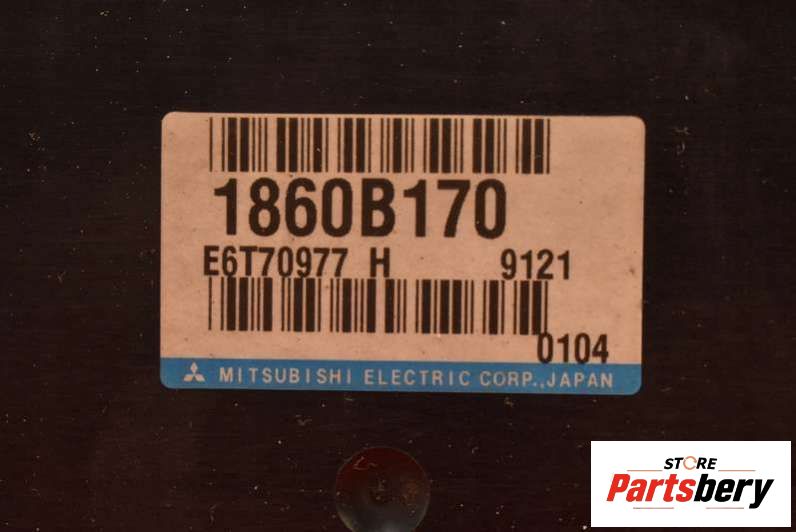 1860B170
E6T70977 H 9121
0104
MITSUBISHI ELECTRIC CORP., JAPAN
STORE
Partsbery